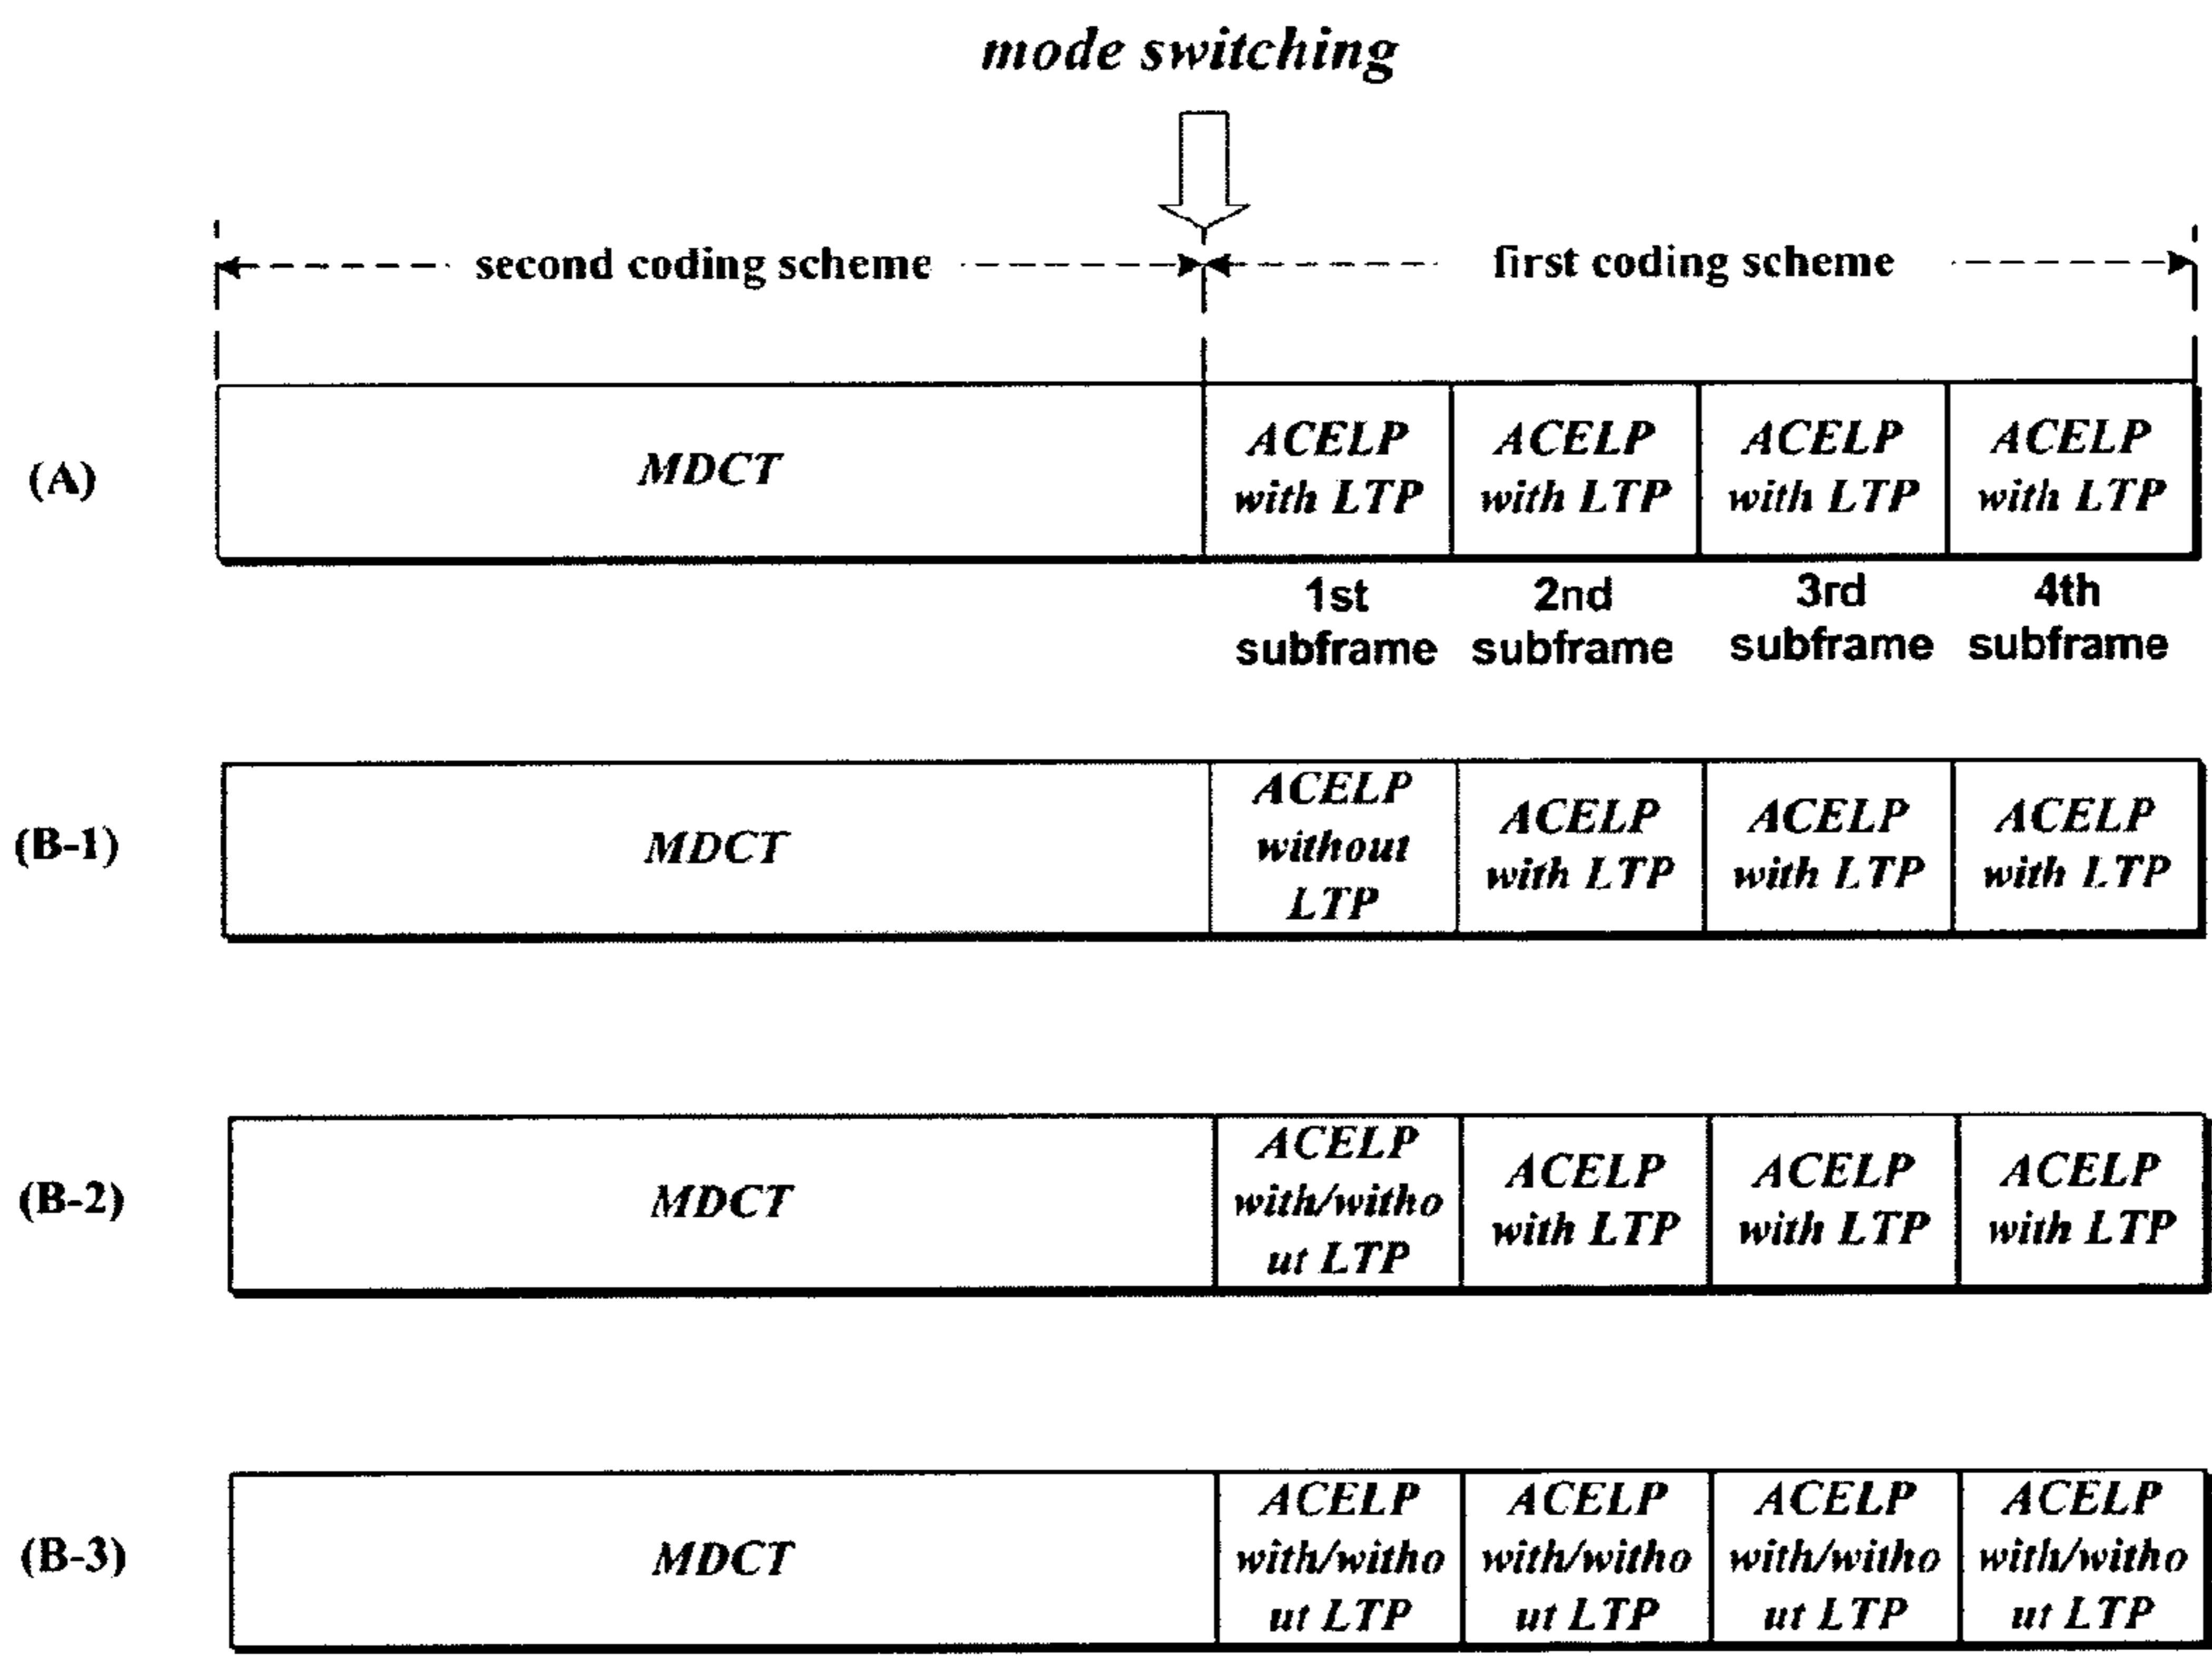 mode switching
second coding scheme first coding scheme
(A) MDCT
ACELP with LTP
ACELP with LTP
ACELP with LTP
ACELP with LTP
1st subframe
2nd subframe
3rd subframe
4th subframe
(B-1) MDCT
ACELP
without
LTP
ACELP
with LTP
ACELP
with LTP
ACELP
with LTP
(B-2) MDCT
ACELP
with/witho
ut LTP
ACELP
with LTP
ACELP
with LTP
ACELP
with LTP
(B-3) MDCT
ACELP
with/witho
ut LTP
ACELP
with/witho
ut LTP
ACELP
with/witho
ut LTP
ACELP
with/witho
ut LTP